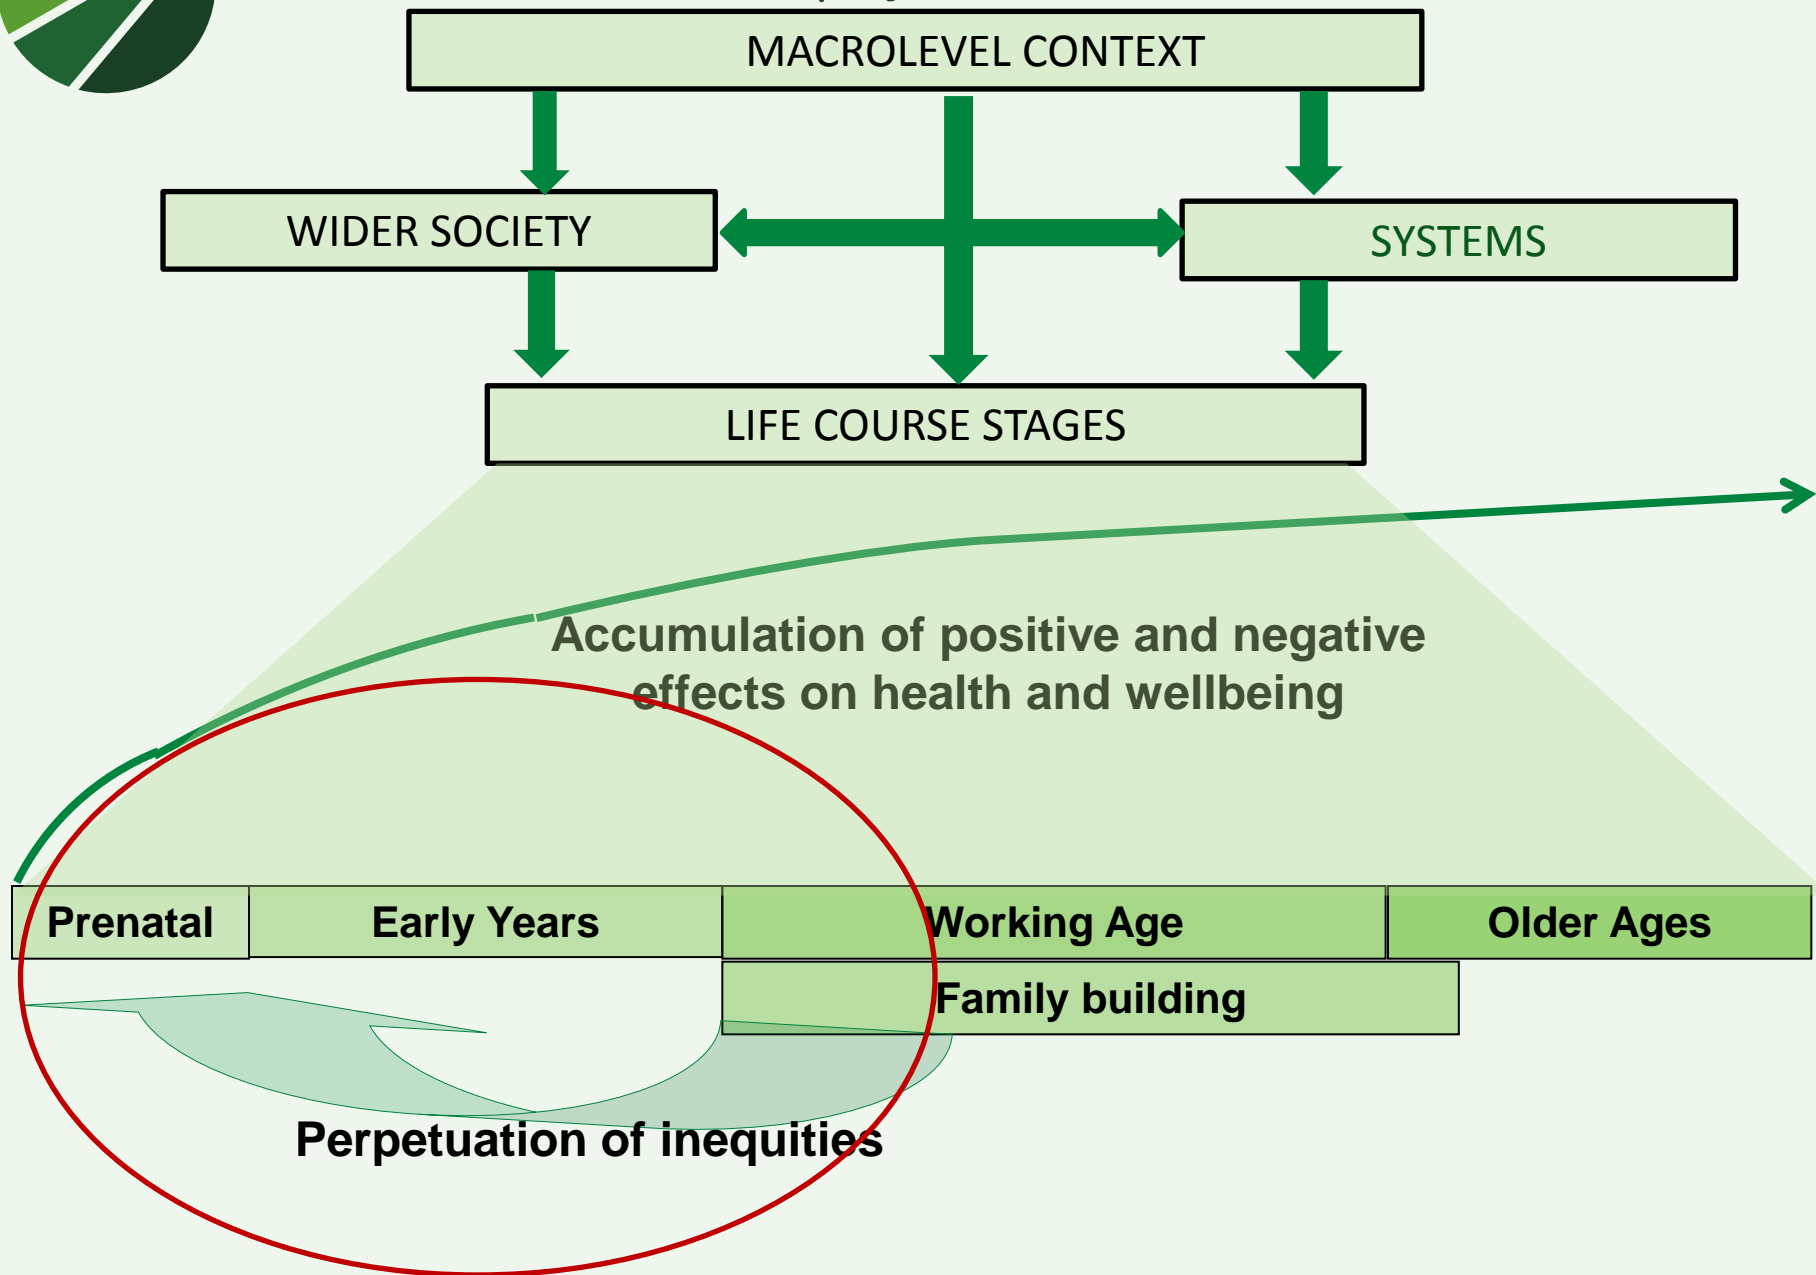 MACROLEVEL CONTEXT
WIDER SOCIETY
SYSTEMS
LIFE COURSE STAGES
Accumulation of positive and negative
effects on health and wellbeing
Prenatal
Early Years
Working Age
Older Ages
Family building
Perpetuation of inequities